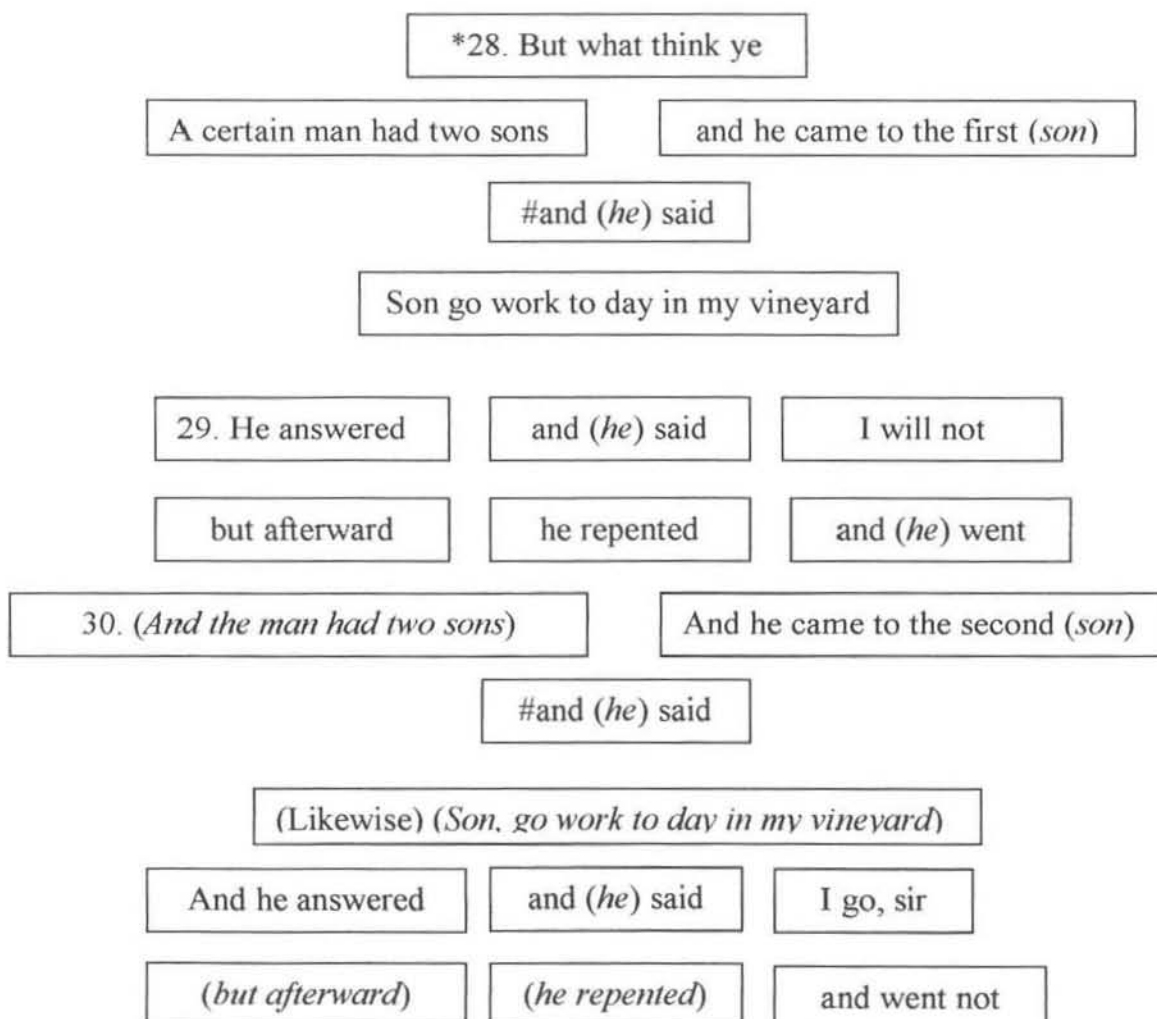 *28. But what think ye
A certain man had two sons and he came to the first (son)
#and (he) said
Son go work to day in my vineyard
29. He answered and (he) said I will not
but afterward he repented and (he) went
30. (And the man had two sons) And he came to the second (son)
#and (he) said
(Likewise) (Son, go work to day in my vineyard)
And he answered and (he) said I go, sir
(but afterward) (he repented) and went not